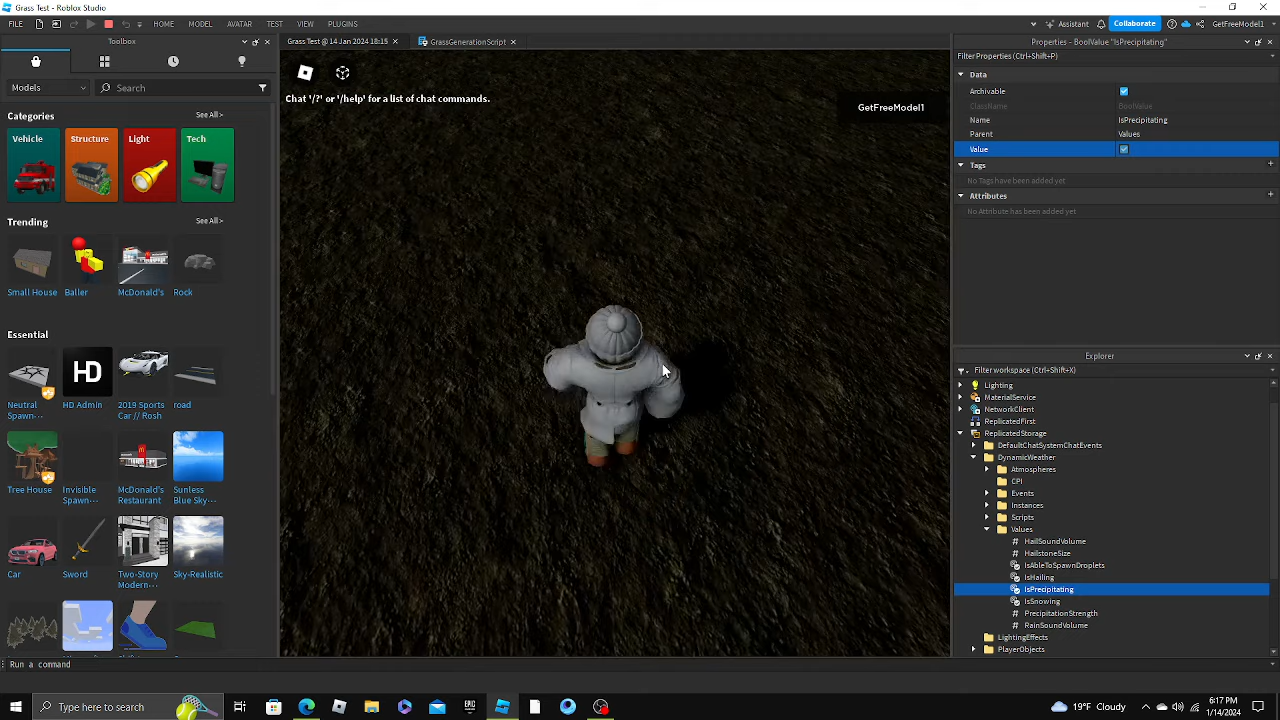 Grass Test - Roblox Studio
FILE HOME MODEL AVATAR TEST VIEW PLUGINS Assistant Collaborate GetFreeModel1
Toolbox
Models Search
Categories See All >
Vehicle Structure Light Tech
Trending See All >
Small House Baller McDonald's Rock
Essential See All >
Neutral Spawn··· HD Admin 2019 Sports Car // Rosh road
Tree House Invisible Spawn··· McDonald's Restaurant Sunless Blue Sky···
Car Sword Two-Story Modern··· Sky-Realistic
Run a command
Grass Test @ 14 Jan 2024 18:15 GrassGenerationScript
Chat '/?' or '/help' for a list of chat commands.
GetFreeModel1
Properties - BoolValue "IsPrecipitating"
Filter Properties (Ctrl+Shift+P)
Data
Archivable
ClassName BoolValue
Name IsPrecipitating
Parent Values
Value
Tags
No Tags have been added yet
Attributes
No Attribute has been added yet
Explorer
Filter workspace (Ctrl+Shift+X)
Lighting
MaterialService
NetworkClient
ReplicatedFirst
ReplicatedStorage
DefaultChatSystemChatEvents
DynamicWeather
Atmospheres
CPI
Events
Instances
Scripts
Values
HailSoundVolume
HailstoneSize
IsAbleToSpawnDroplets
IsHailing
IsPrecipitating
IsSnowing
PrecipitationStrength
RainSoundVolume
LightingEffects
PlayerObjects
Type here to search
EPIC
19°F Cloudy
6:17 PM
1/14/2024